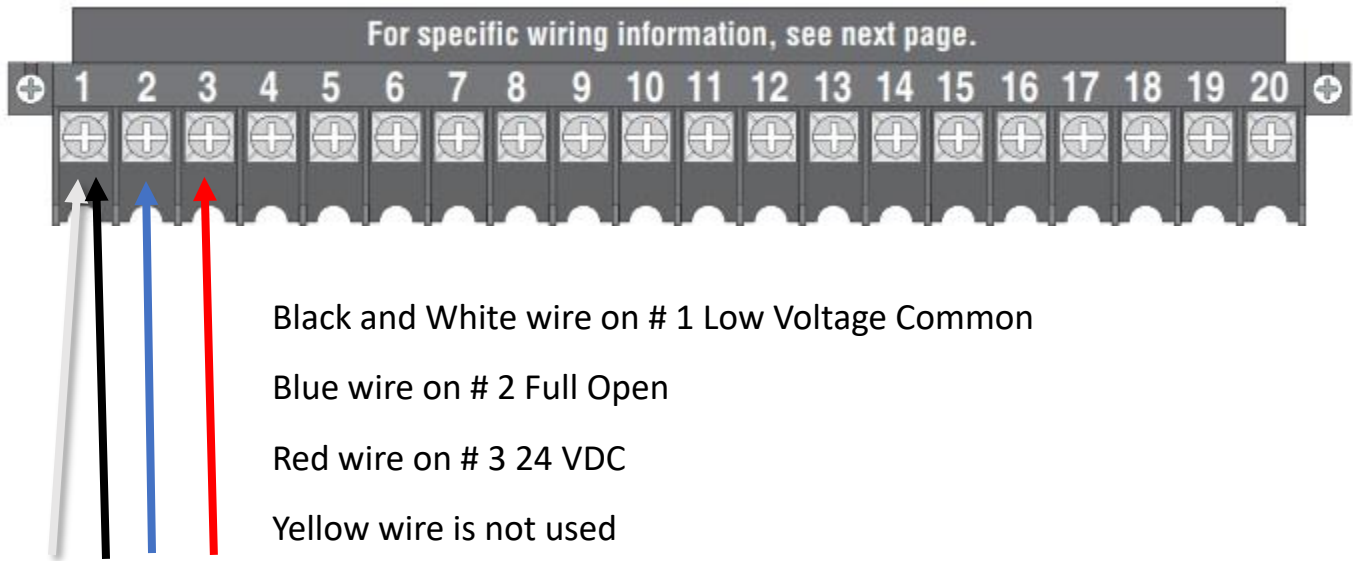 For specific wiring information, see next page.
1 2 3 4 5 6 7 8 9 10 11 12 13 14 15 16 17 18 19 20
Black and White wire on # 1 Low Voltage Common
Blue wire on # 2 Full Open
Red wire on # 3 24 VDC
Yellow wire is not used